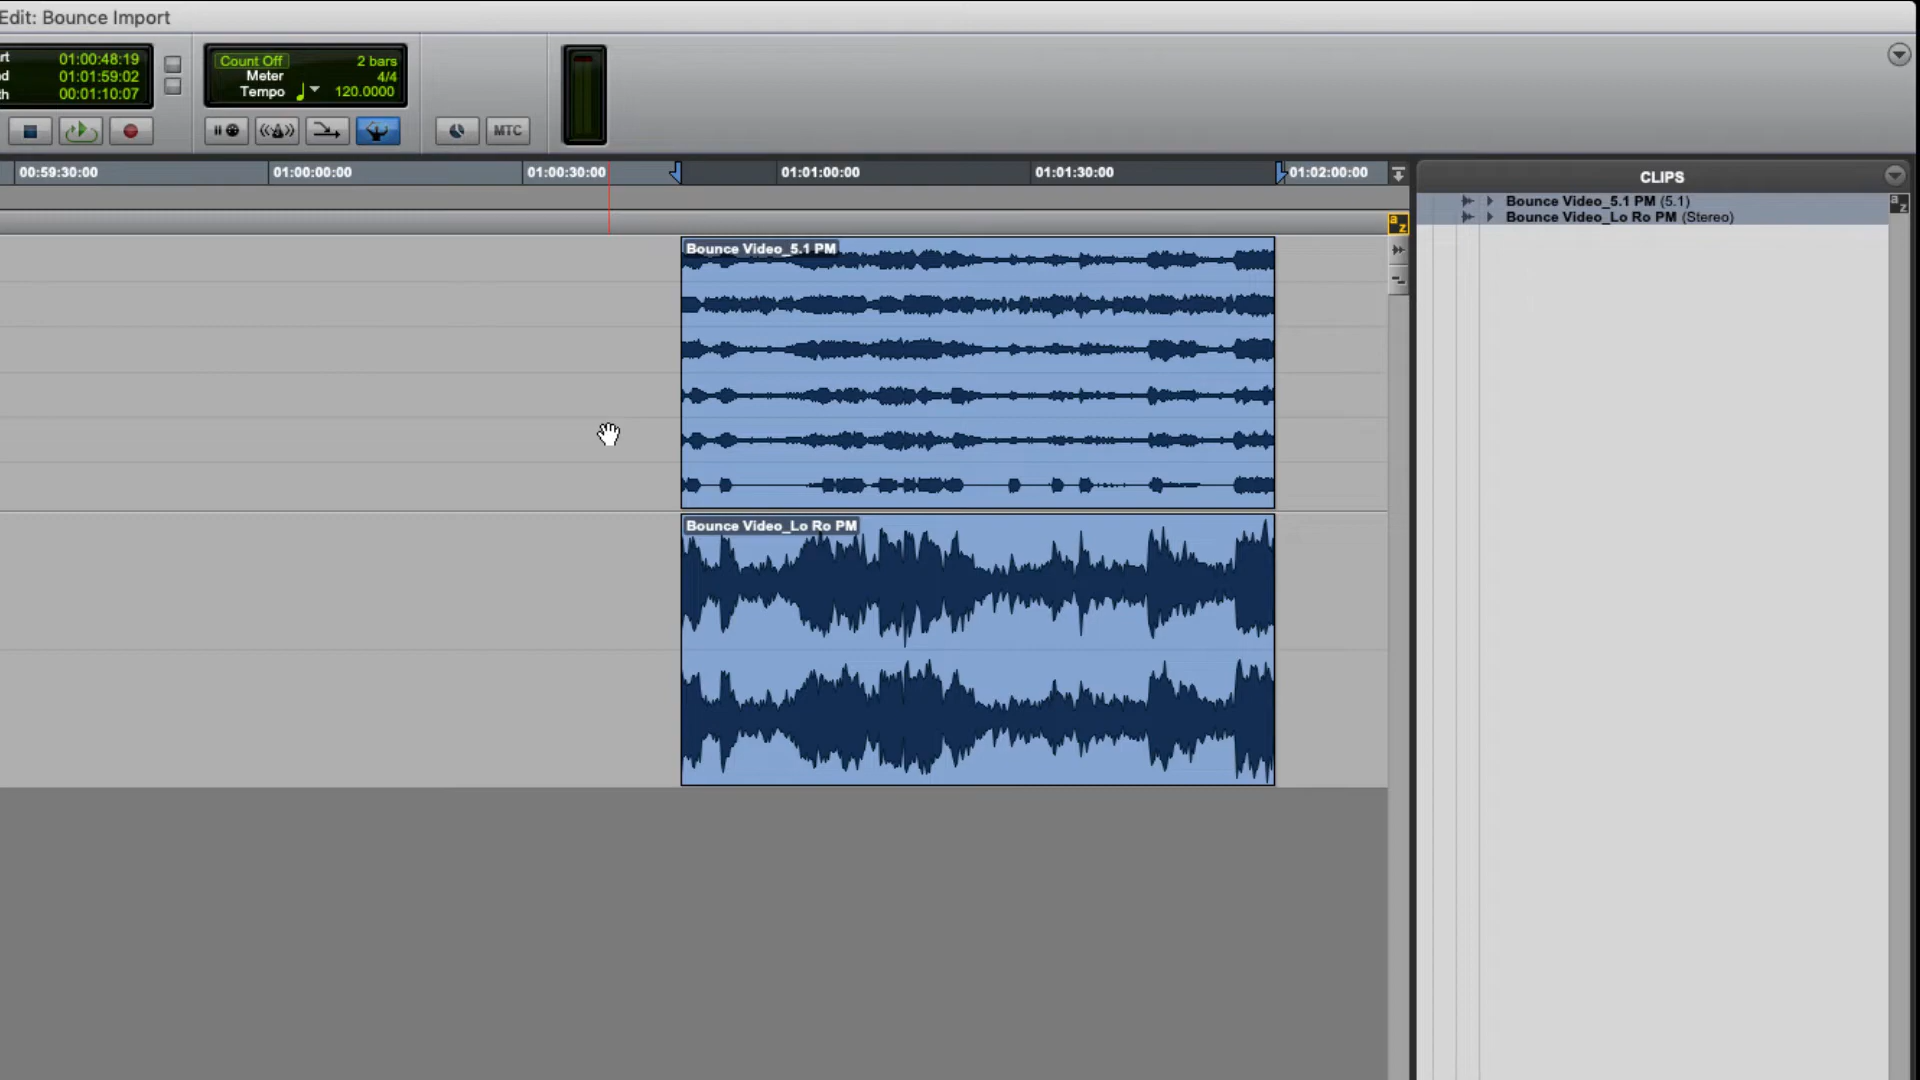 Edit: Bounce Import
rt 01:00:48:19
d 01:01:59:02
th 00:01:10:07
Count Off 2 bars
Meter 4/4
Tempo 120.0000
MTC
00:59:30:00 01:00:00:00 01:00:30:00 01:01:00:00 01:01:30:00 01:02:00:00
CLIPS
Bounce Video_5.1 PM (5.1)
Bounce Video_Lo Ro PM (Stereo)
a z
a z
Bounce Video_5.1 PM
Bounce Video_Lo Ro PM